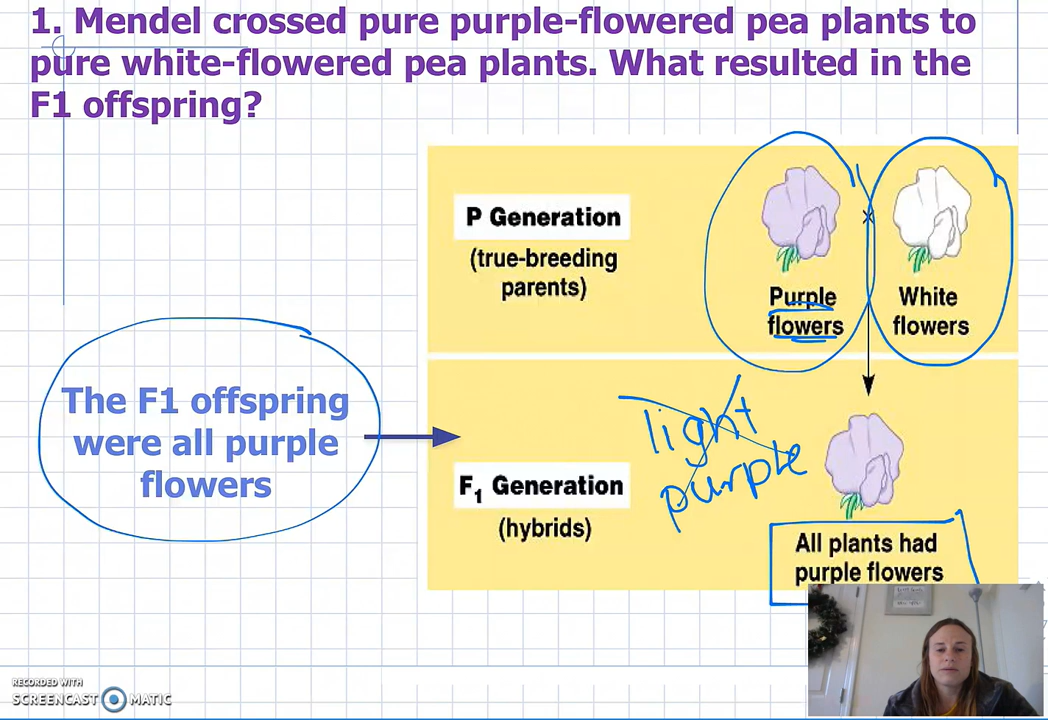 1. Mendel crossed pure purple-flowered pea plants to
pure white-flowered pea plants. What resulted in the
F1 offspring?
P Generation
(true-breeding
parents)
×
Purple
flowers
White
flowers
The F1 offspring
were all purple
flowers
light
purple
F1 Generation
(hybrids)
All plants had
purple flowers
RECORDED WITH
SCREENCAST MATIC